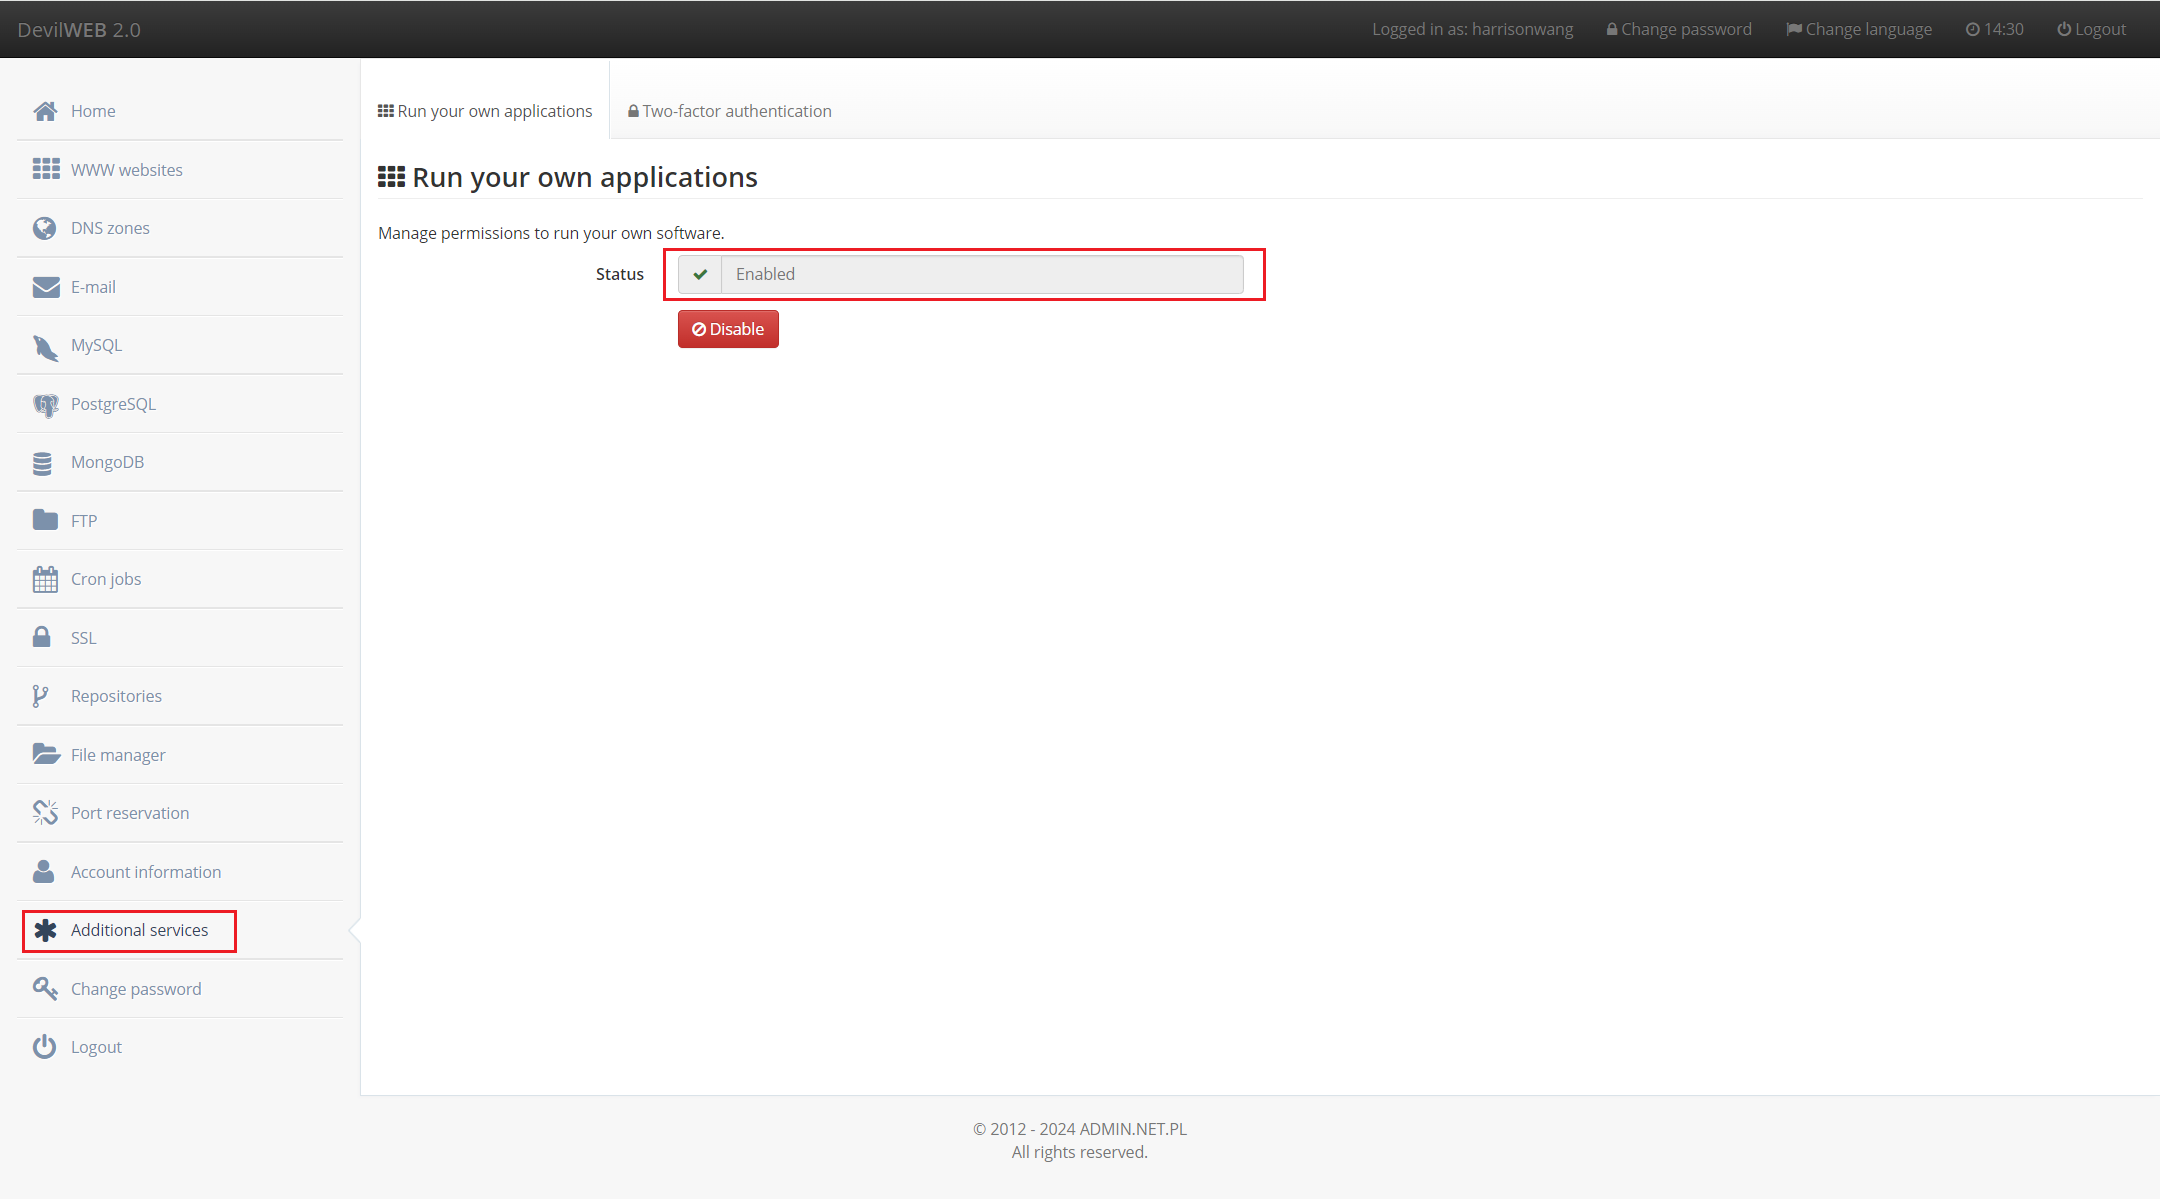 DevilWEB 2.0
Logged in as: harrisonwang
Change password
Change language
14:30
Logout
Home
WWW websites
DNS zones
E-mail
MySQL
PostgreSQL
MongoDB
FTP
Cron jobs
SSL
Repositories
File manager
Port reservation
Account information
Additional services
Change password
Logout
Run your own applications
Two-factor authentication
Run your own applications
Manage permissions to run your own software.
Status
Enabled
Disable
© 2012 - 2024 ADMIN.NET.PL
All rights reserved.